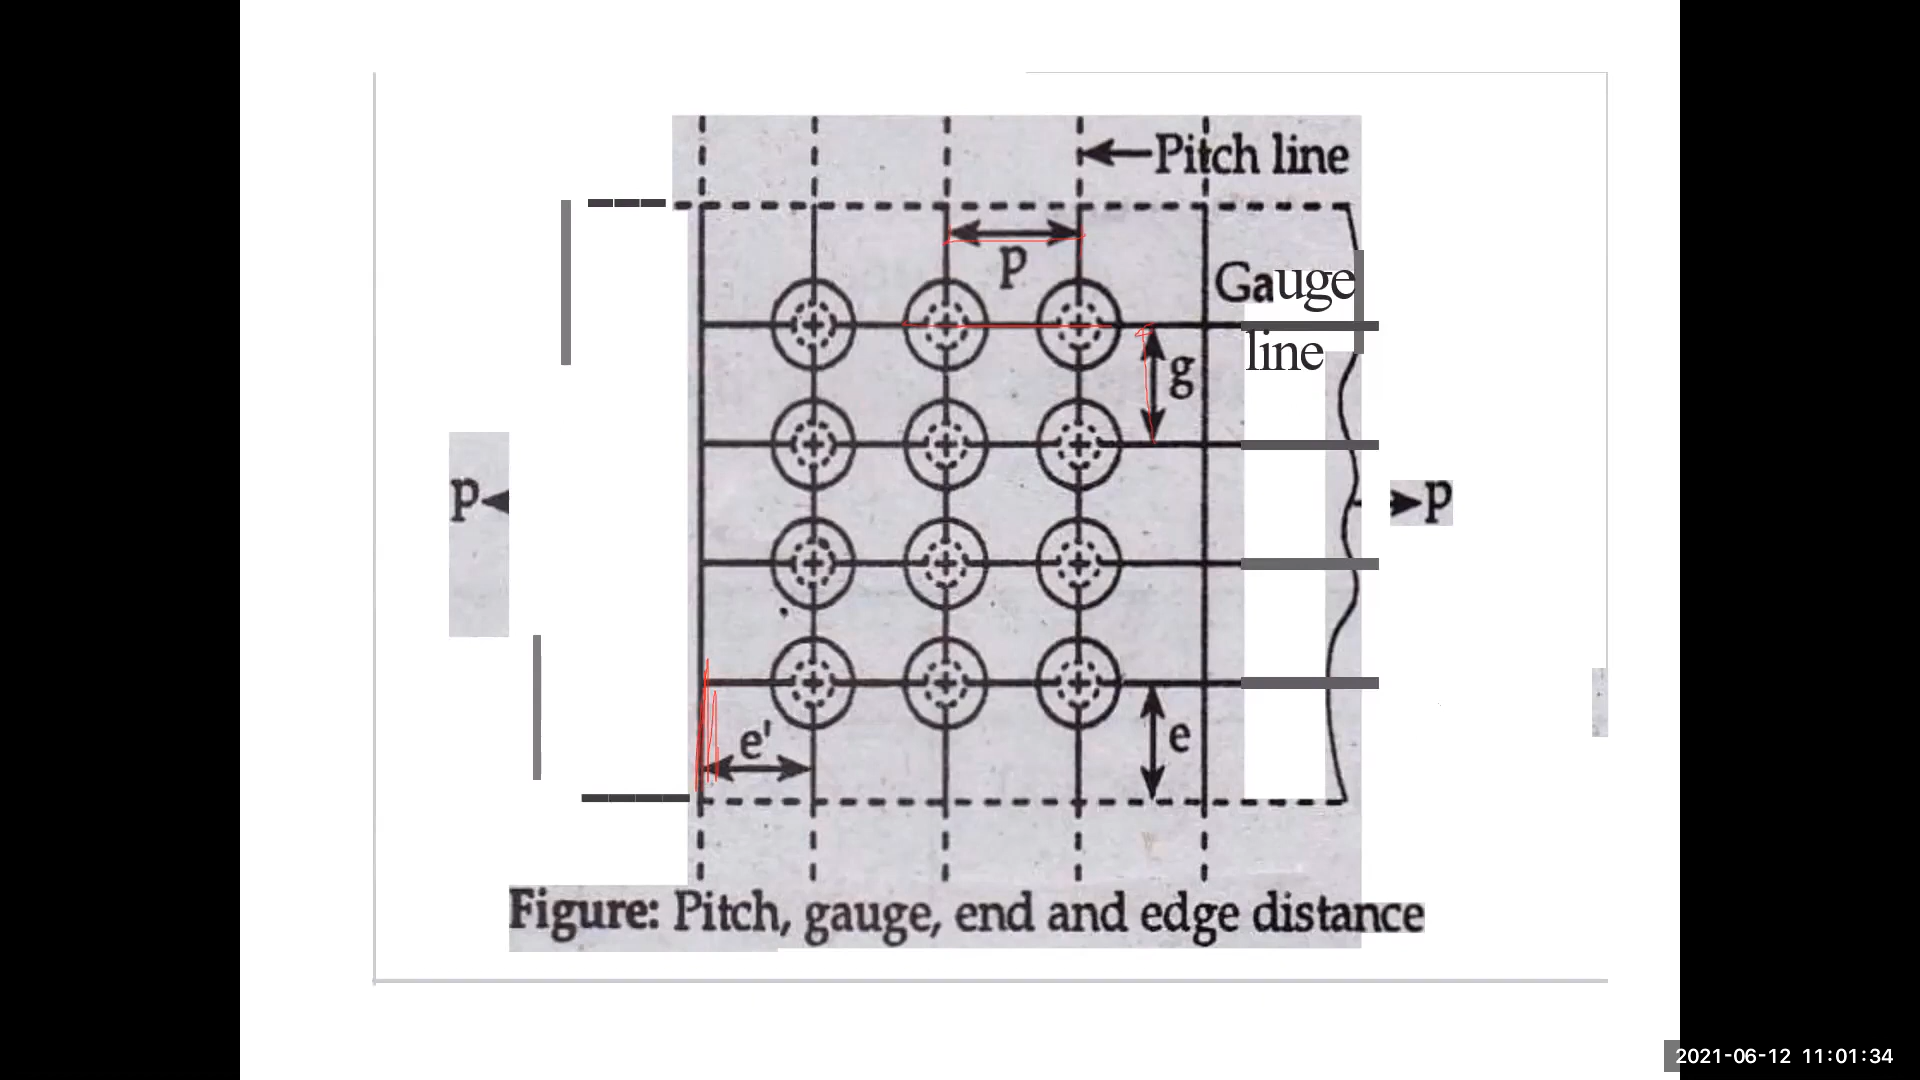 Pitch line
p
Gauge
line
g
p
p
e'
e
Figure: Pitch, gauge, end and edge distance
2021-06-12 11:01:34